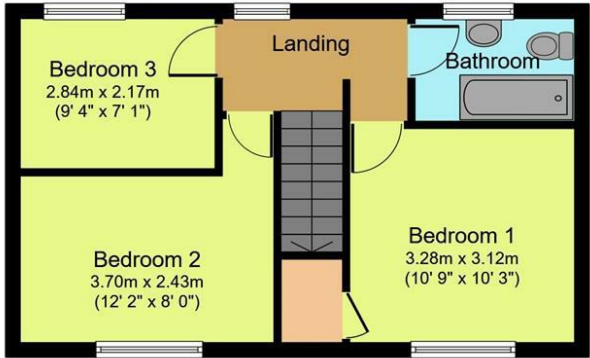 Landing
Bathroom
Bedroom 3
2.84m x 2.17m
(9' 4" x 7' 1")
Bedroom 2
3.70m x 2.43m
(12' 2" x 8' 0")
Bedroom 1
3.28m x 3.12m
(10' 9" x 10' 3")